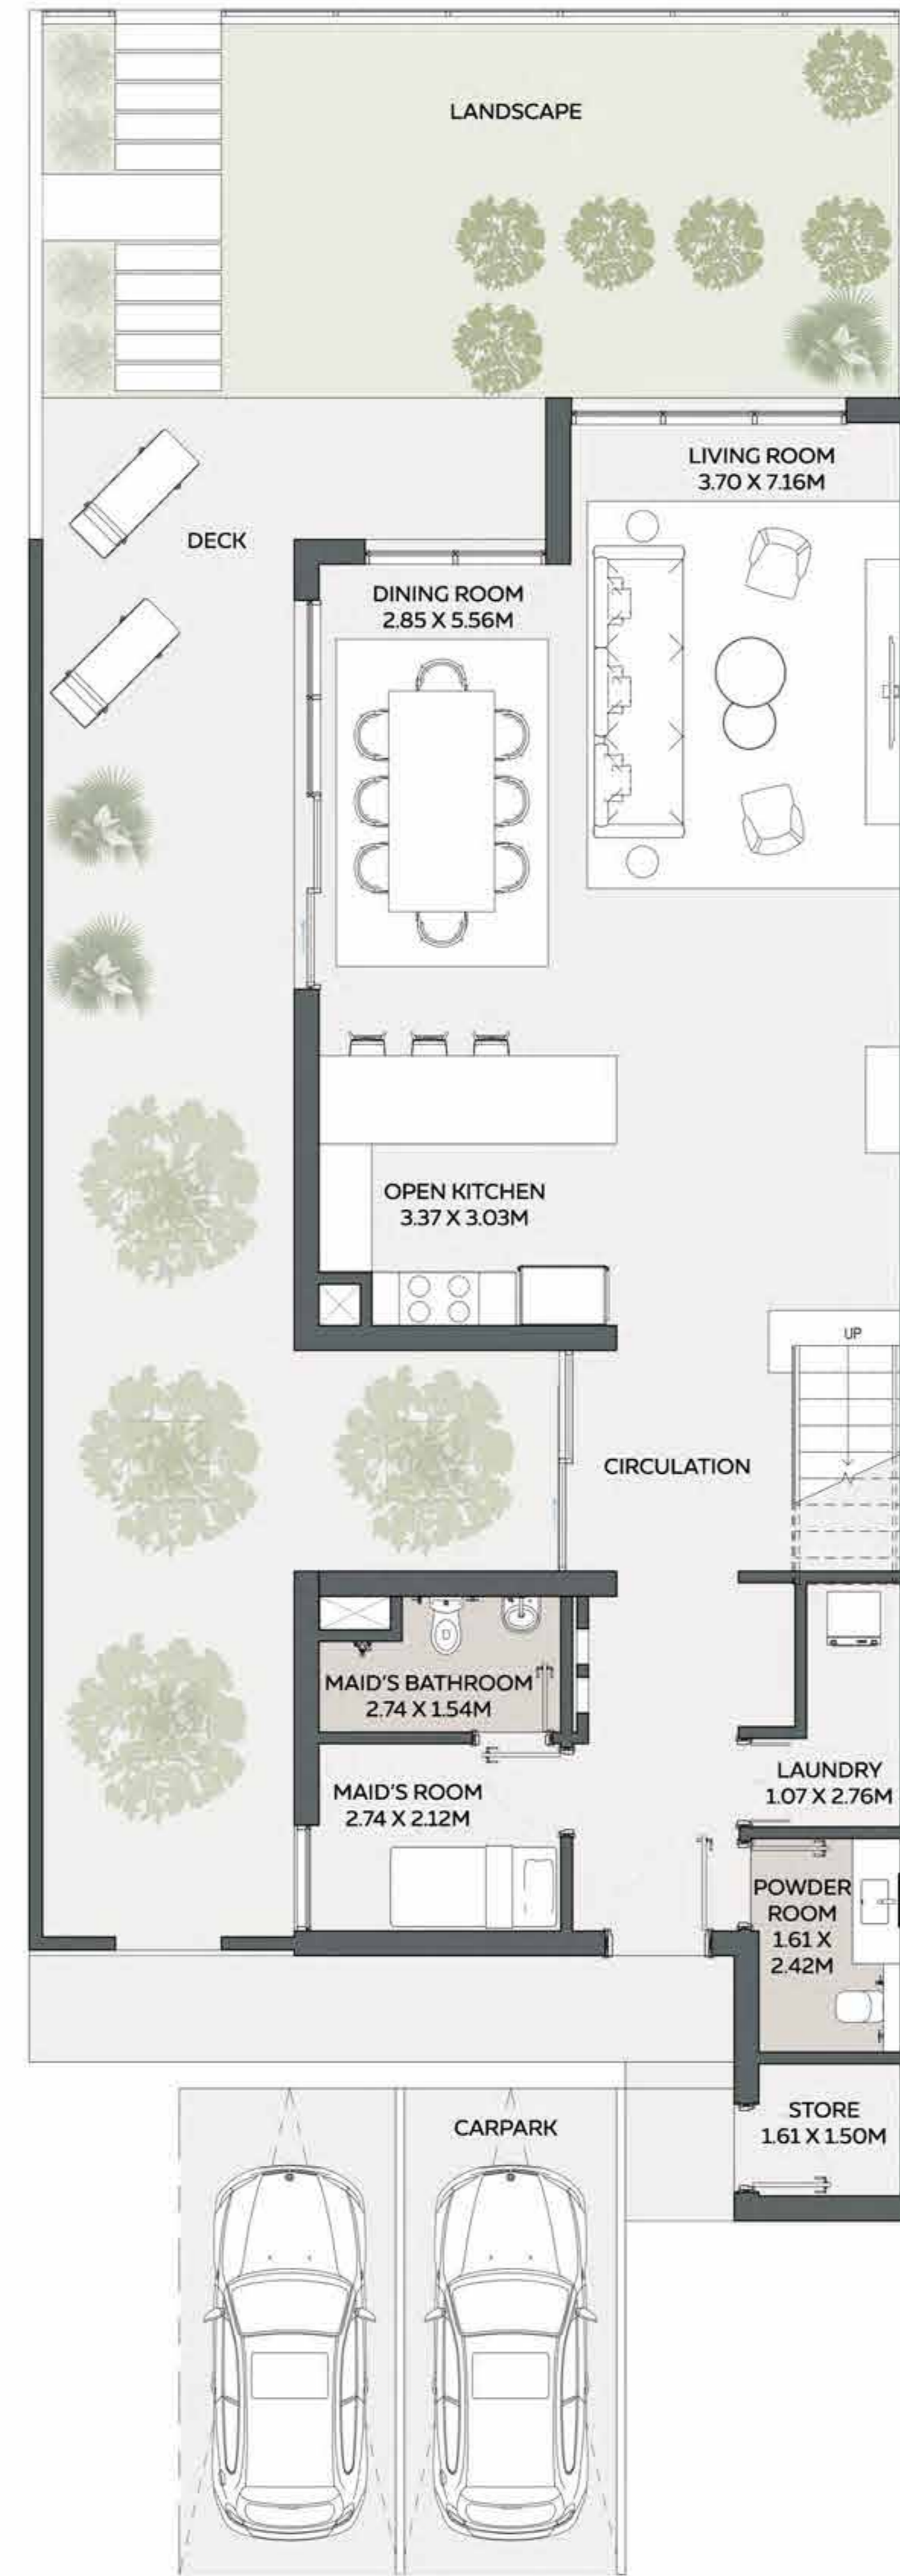 LANDSCAPE
LIVING ROOM
3.70 X 7.16M
DECK
DINING ROOM
2.85 X 5.56M
OPEN KITCHEN
3.37 X 3.03M
UP
CIRCULATION
MAID'S BATHROOM
2.74 X 1.54M
MAID'S ROOM
2.74 X 2.12M
LAUNDRY
1.07 X 2.76M
POWDER
ROOM
1.61 X
2.42M
CARPARK
STORE
1.61 X 1.50M